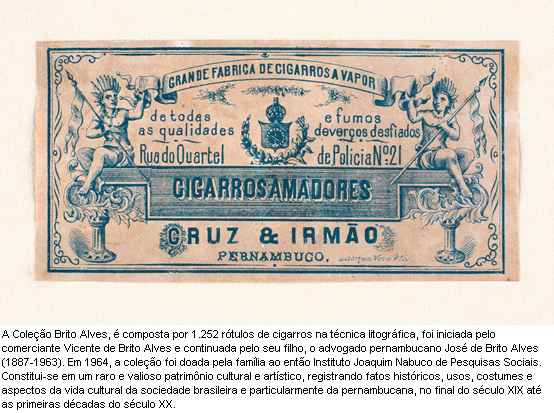 GRANDE FABRICA DE CIGARROS A VAPOR
de todas e fumos
as qualidades deverços desfiados
Rua do Quartel de Policia Nº 21
CIGARROS AMADORES
CRUZ & IRMÃO
PERNAMBUCO.
A Coleção Brito Alves, é composta por 1.252 rótulos de cigarros na técnica litográfica, foi iniciada pelo
comerciante Vicente de Brito Alves e continuada pelo seu filho, o advogado pernambucano José de Brito Alves
(1887-1963). Em 1964, a coleção foi doada pela família ao então Instituto Joaquim Nabuco de Pesquisas Sociais.
Constitui-se em um raro e valioso patrimônio cultural e artístico, registrando fatos históricos, usos, costumes e
aspectos da vida cultural da sociedade brasileira e particularmente da pernambucana, no final do século XIX até
as primeiras décadas do século XX.